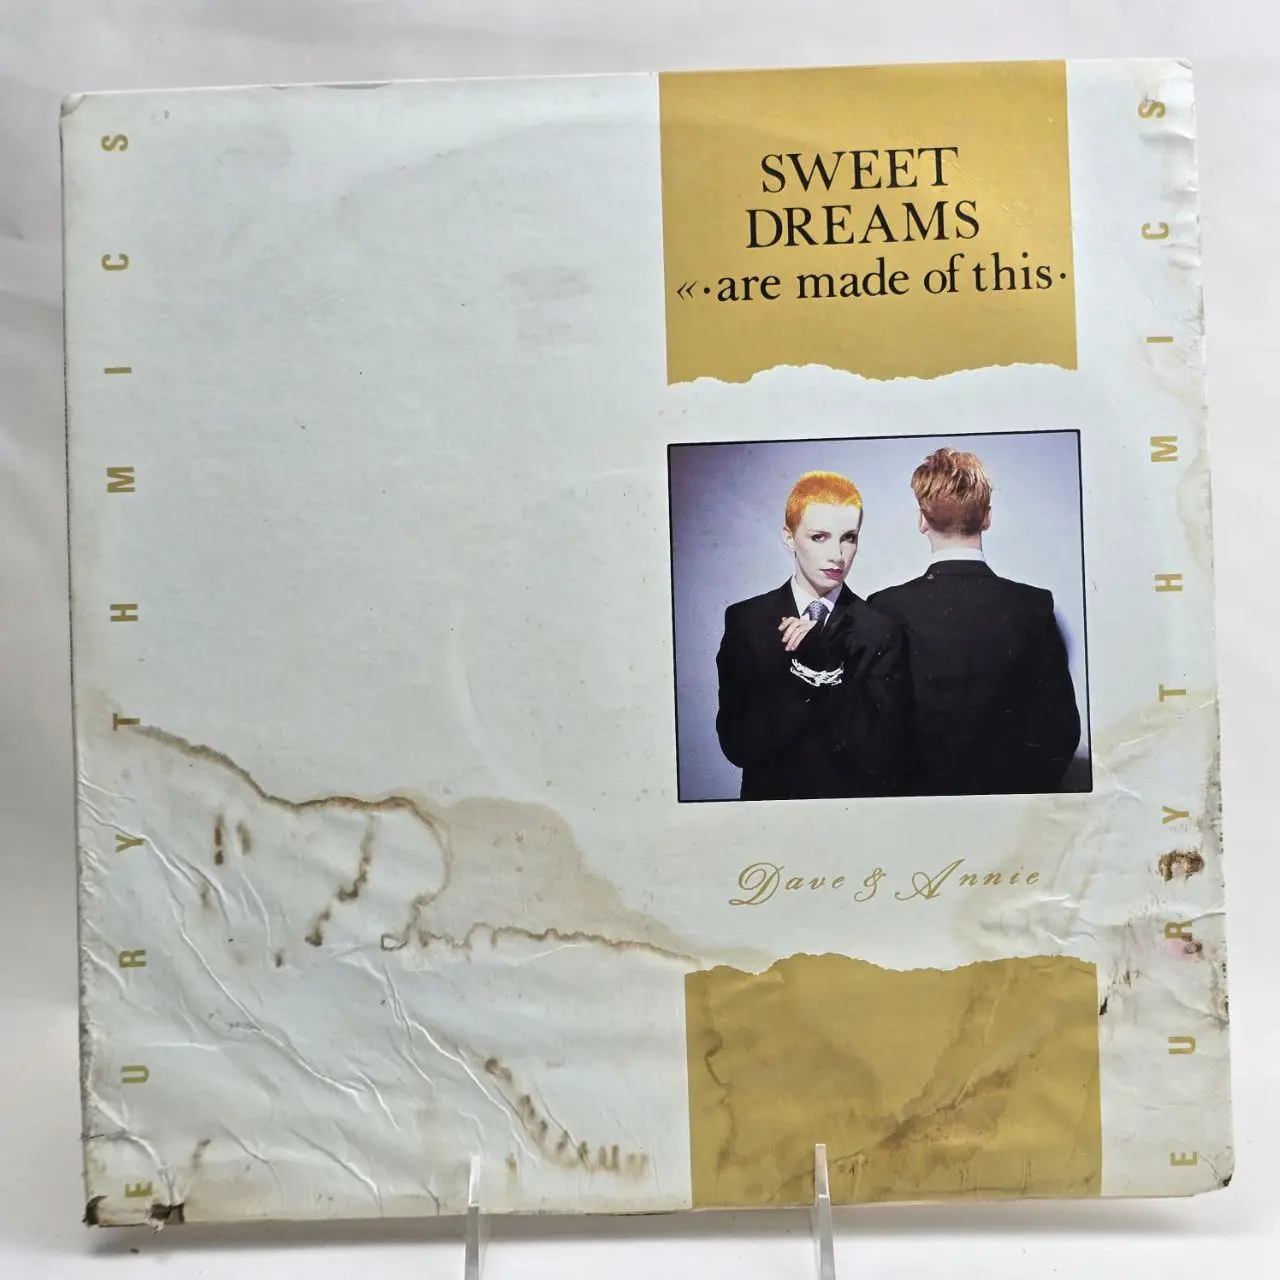 EURYTHMICS
SWEET
DREAMS
«·are made of this·
Dave & Annie
EURYTHMICS